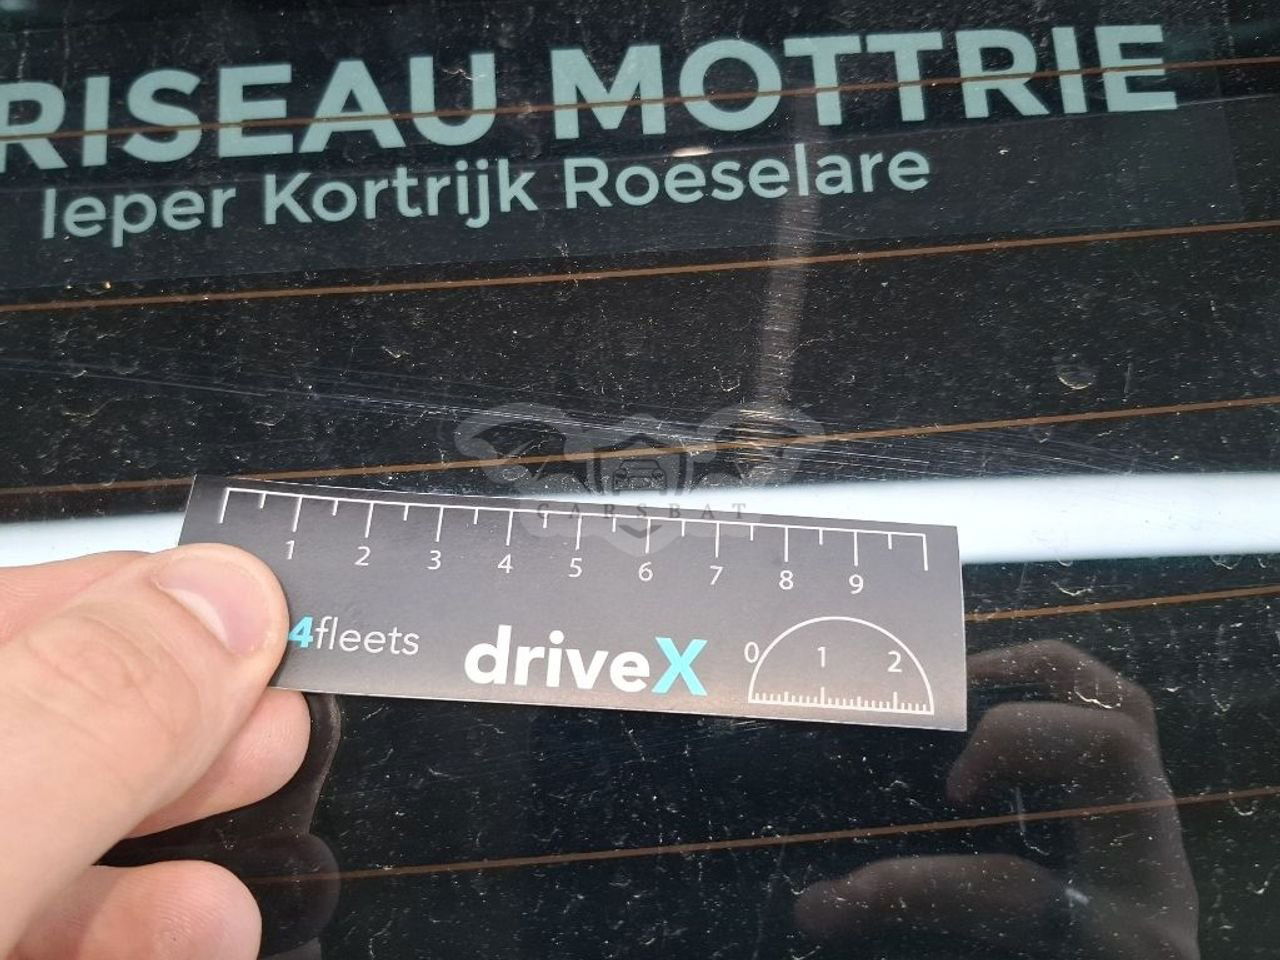 RISEAU MOTTRIE
Ieper Kortrijk Roeselare
CARSBAT
1 2 3 4 5 6 7 8 9
4fleets
driveX
0 1 2